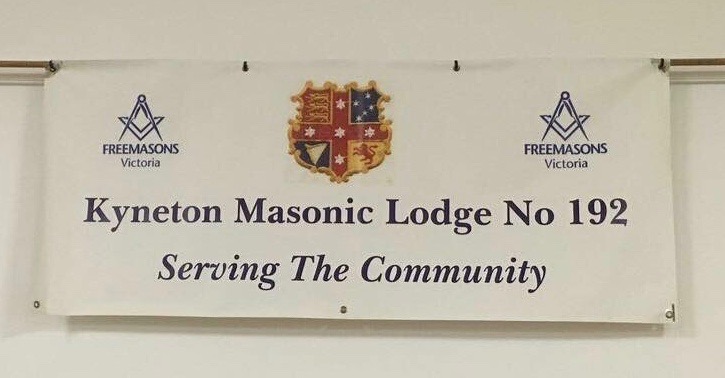 FREEMASONS
Victoria
FREEMASONS
Victoria
Kyneton Masonic Lodge No 192
Serving The Community